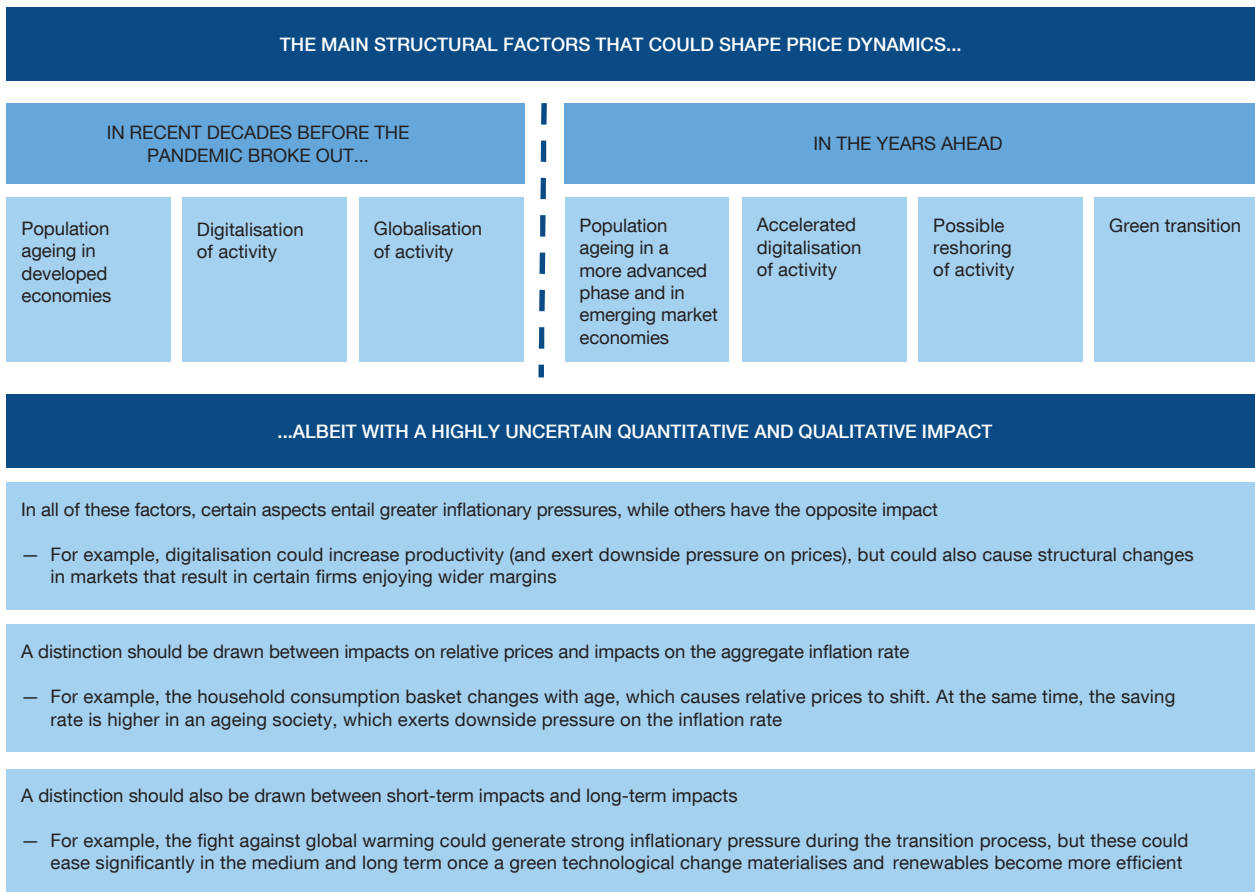 THE MAIN STRUCTURAL FACTORS THAT COULD SHAPE PRICE DYNAMICS...
IN RECENT DECADES BEFORE THE
PANDEMIC BROKE OUT...
Population
ageing in
developed
economies
Digitalisation
of activity
Globalisation
of activity
IN THE YEARS AHEAD
Population
ageing in a
more advanced
phase and in
emerging market
economies
Accelerated
digitalisation
of activity
Possible
reshoring
of activity
Green transition
...ALBEIT WITH A HIGHLY UNCERTAIN QUANTITATIVE AND QUALITATIVE IMPACT
In all of these factors, certain aspects entail greater inflationary pressures, while others have the opposite impact
— For example, digitalisation could increase productivity (and exert downside pressure on prices), but could also cause structural changes
in markets that result in certain firms enjoying wider margins
A distinction should be drawn between impacts on relative prices and impacts on the aggregate inflation rate
— For example, the household consumption basket changes with age, which causes relative prices to shift. At the same time, the saving
rate is higher in an ageing society, which exerts downside pressure on the inflation rate
A distinction should also be drawn between short-term impacts and long-term impacts
— For example, the fight against global warming could generate strong inflationary pressure during the transition process, but these could
ease significantly in the medium and long term once a green technological change materialises and renewables become more efficient